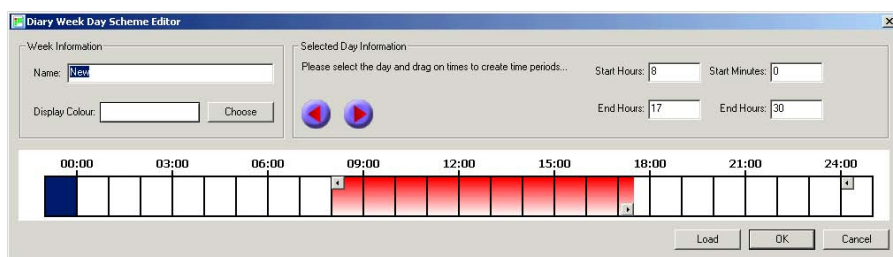 Diary Week Day Scheme Editor
Week Information
Name: New
Display Colour:
Choose
Selected Day Information
Please select the day and drag on times to create time periods...
Start Hours: 8
Start Minutes: 0
End Hours: 17
End Hours: 30
00:00 03:00 06:00 09:00 12:00 15:00 18:00 21:00 24:00
Load OK Cancel